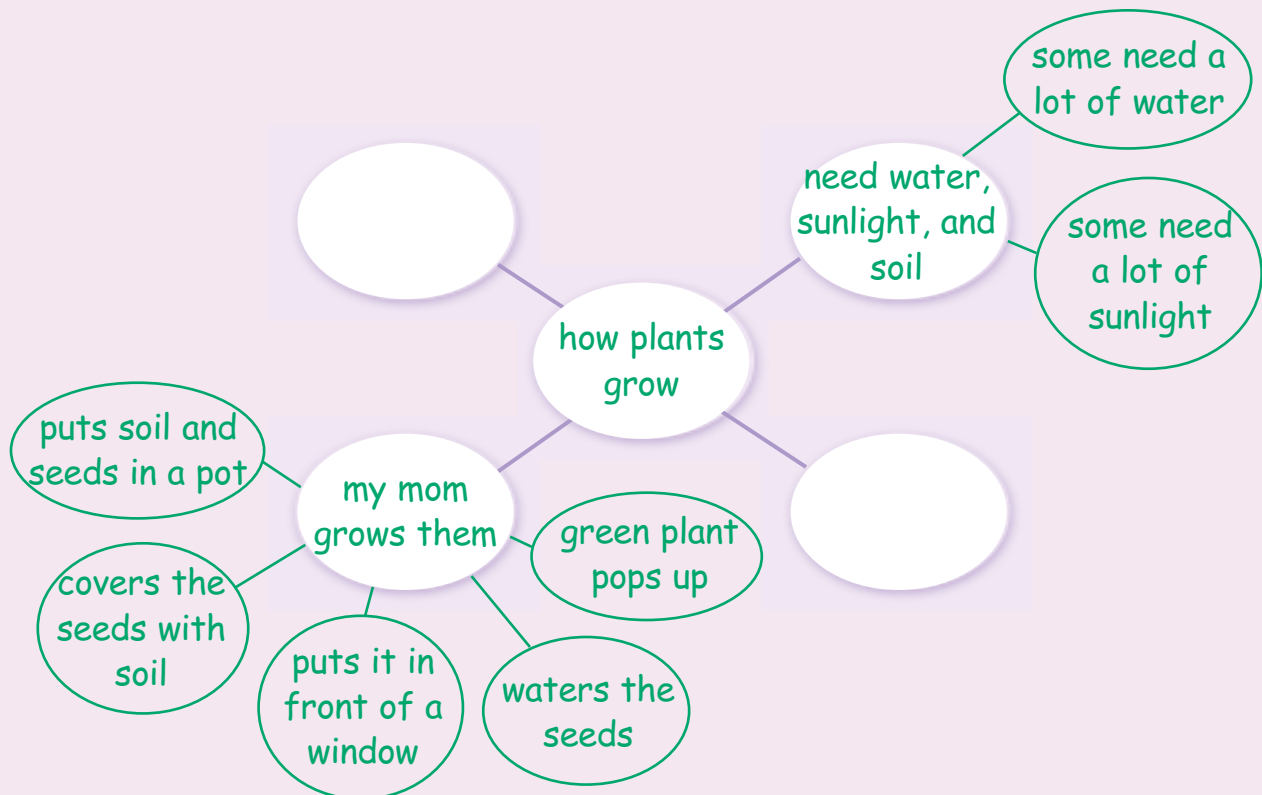 some need a
lot of water
need water,
sunlight, and
soil
some need
a lot of
sunlight
how plants
grow
puts soil and
seeds in a pot
my mom
grows them
green plant
pops up
covers the
seeds with
soil
puts it in
front of a
window
waters the
seeds